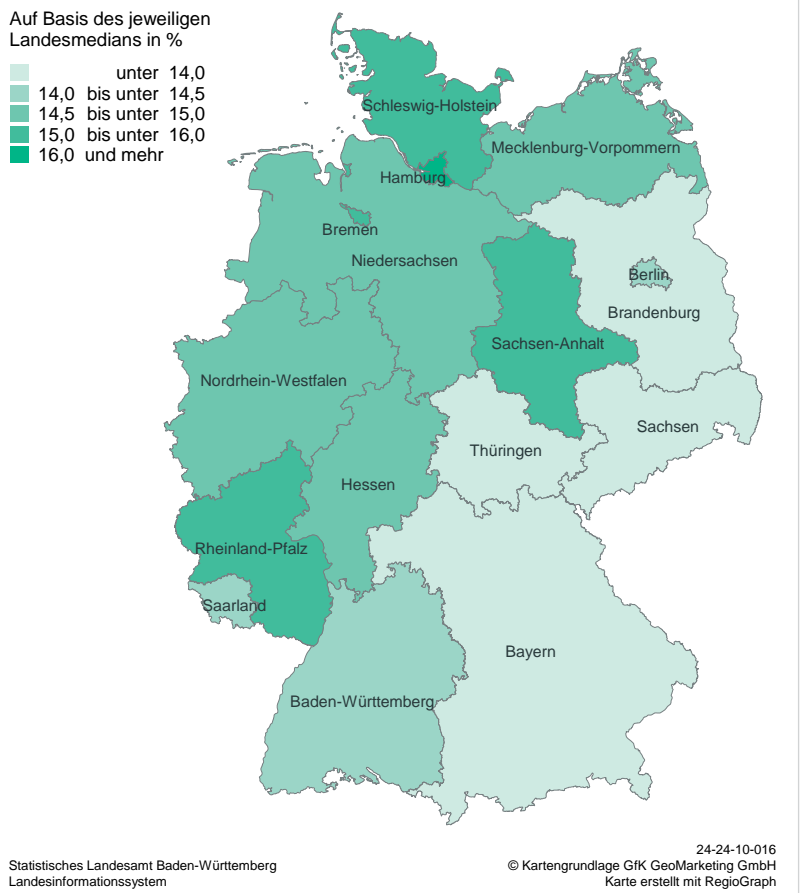 Auf Basis des jeweiligen
Landesmedians in %
unter 14,0
14,0 bis unter 14,5
14,5 bis unter 15,0
15,0 bis unter 16,0
16,0 und mehr
Schleswig-Holstein
Mecklenburg-Vorpommern
Hamburg
Bremen
Niedersachsen
Berlin
Brandenburg
Sachsen-Anhalt
Nordrhein-Westfalen
Sachsen
Thüringen
Hessen
Rheinland-Pfalz
Saarland
Bayern
Baden-Württemberg
24-24-10-016
Statistisches Landesamt Baden-Württemberg
Landesinformationssystem
© Kartengrundlage GfK GeoMarketing GmbH
Karte erstellt mit RegioGraph